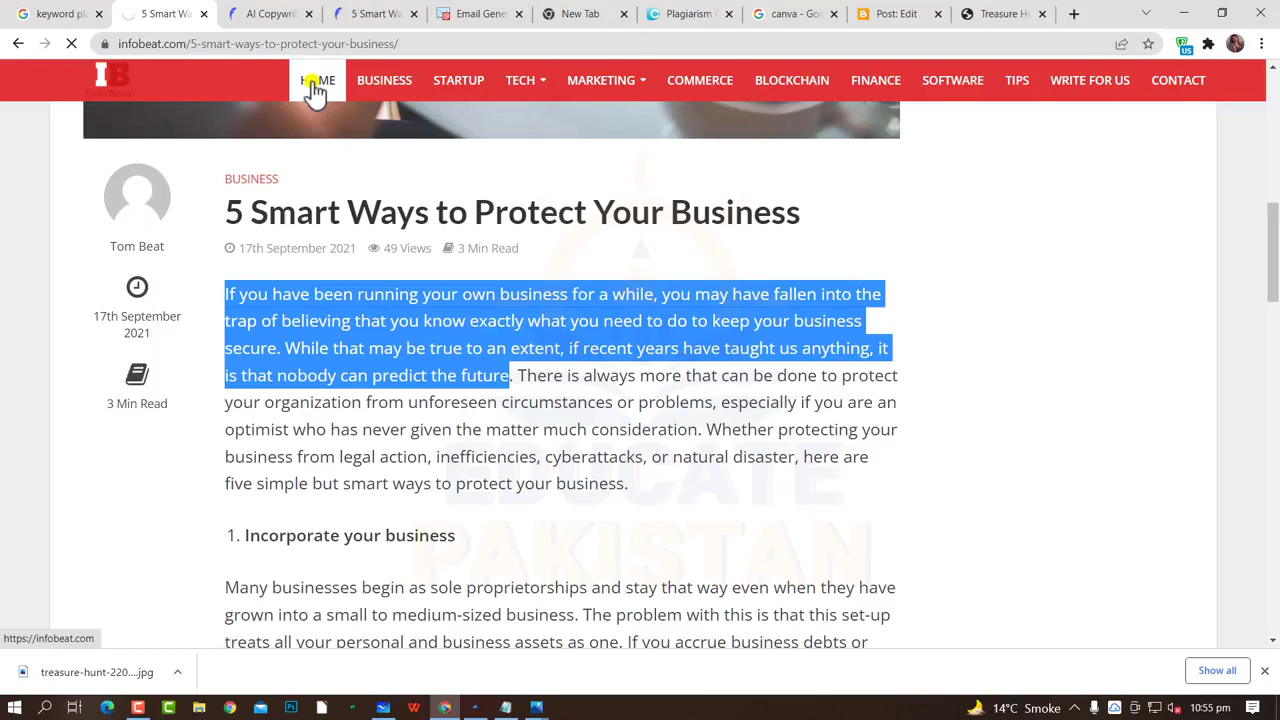 keyword pla
5 Smart Wa
AI Copywrit
5 Smart Wa
Email Gene
New Tab
Plagiarism C
canva - Goo
Post: Edit
Treasure Hu
infobeat.com/5-smart-ways-to-protect-your-business/
US
IB
HOME
BUSINESS
STARTUP
TECH
MARKETING
COMMERCE
BLOCKCHAIN
FINANCE
SOFTWARE
TIPS
WRITE FOR US
CONTACT
Tom Beat
17th September
2021
3 Min Read
BUSINESS
5 Smart Ways to Protect Your Business
17th September 2021 49 Views 3 Min Read
If you have been running your own business for a while, you may have fallen into the
trap of believing that you know exactly what you need to do to keep your business
secure. While that may be true to an extent, if recent years have taught us anything, it
is that nobody can predict the future. There is always more that can be done to protect
your organization from unforeseen circumstances or problems, especially if you are an
optimist who has never given the matter much consideration. Whether protecting your
business from legal action, inefficiencies, cyberattacks, or natural disaster, here are
five simple but smart ways to protect your business.
EDUCATE
PAKISTAN
1. Incorporate your business
Many businesses begin as sole proprietorships and stay that way even when they have
grown into a small to medium-sized business. The problem with this is that this set-up
treats all your personal and business assets as one. If you accrue business debts or
https://infobeat.com
treasure-hunt-220....jpg
Show all
14°C Smoke
10:55 pm